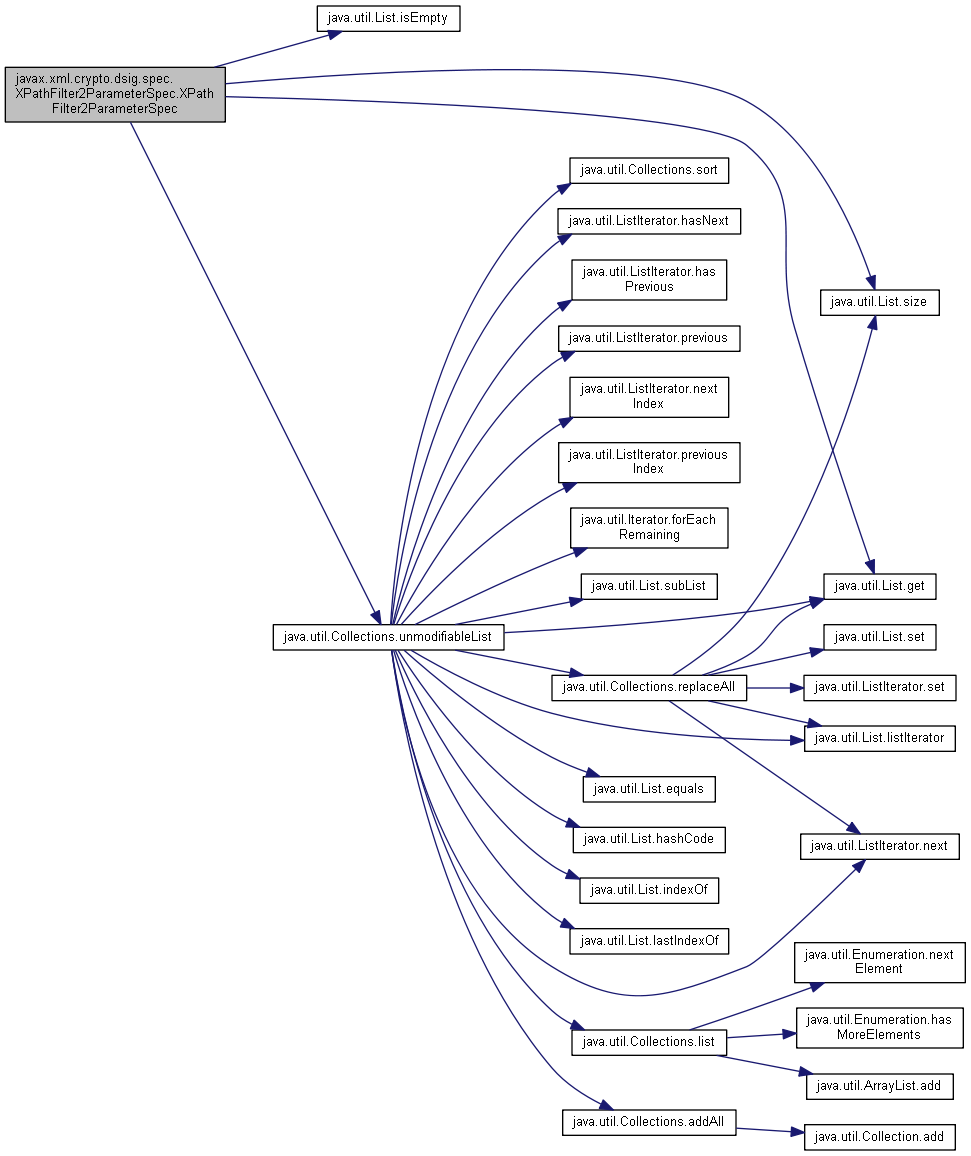 java.util.List.isEmpty
javax.xml.crypto.dsig.spec.
XPathFilter2ParameterSpec.XPath
Filter2ParameterSpec
java.util.Collections.sort
java.util.ListIterator.hasNext
java.util.ListIterator.has
Previous
java.util.List.size
java.util.ListIterator.previous
java.util.ListIterator.next
Index
java.util.ListIterator.previous
Index
java.util.Iterator.forEach
Remaining
java.util.List.subList
java.util.List.get
java.util.Collections.unmodifiableList
java.util.List.set
java.util.Collections.replaceAll
java.util.ListIterator.set
java.util.List.listIterator
java.util.List.equals
java.util.List.hashCode
java.util.ListIterator.next
java.util.List.indexOf
java.util.List.lastIndexOf
java.util.Enumeration.next
Element
java.util.Enumeration.has
MoreElements
java.util.Collections.list
java.util.ArrayList.add
java.util.Collections.addAll
java.util.Collection.add